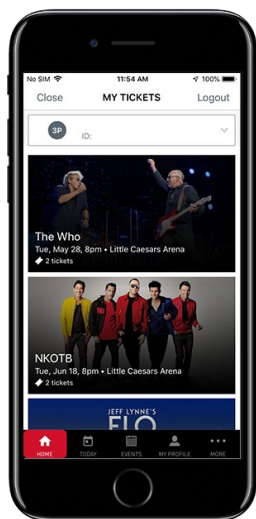 No SIM 11:54 AM 100%
Close MY TICKETS Logout
3P
ID:
The Who
Tue, May 28, 8pm • Little Caesars Arena
2 tickets
NKOTB
Tue, Jun 18, 8pm • Little Caesars Arena
2 tickets
JEFF LYNNE'S
ELO
HOME TODAY EVENTS MY PROFILE MORE